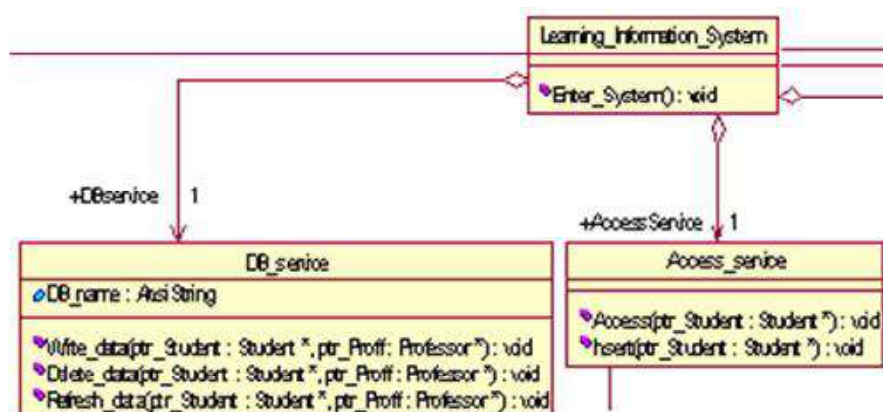 Learning_Information_System
Enter_System() : void
+DBservice 1
+AccessService 1
DB_service
DB_name : AnsiString
Write_data(ptr_Student : Student *, ptr_Proff : Professor *) : void
Delete_data(ptr_Student : Student *, ptr_Proff : Professor *) : void
Refresh_data(ptr_Student : Student *, ptr_Proff : Professor *) : void
Access_service
Access(ptr_Student : Student *) : void
Insert(ptr_Student : Student *) : void